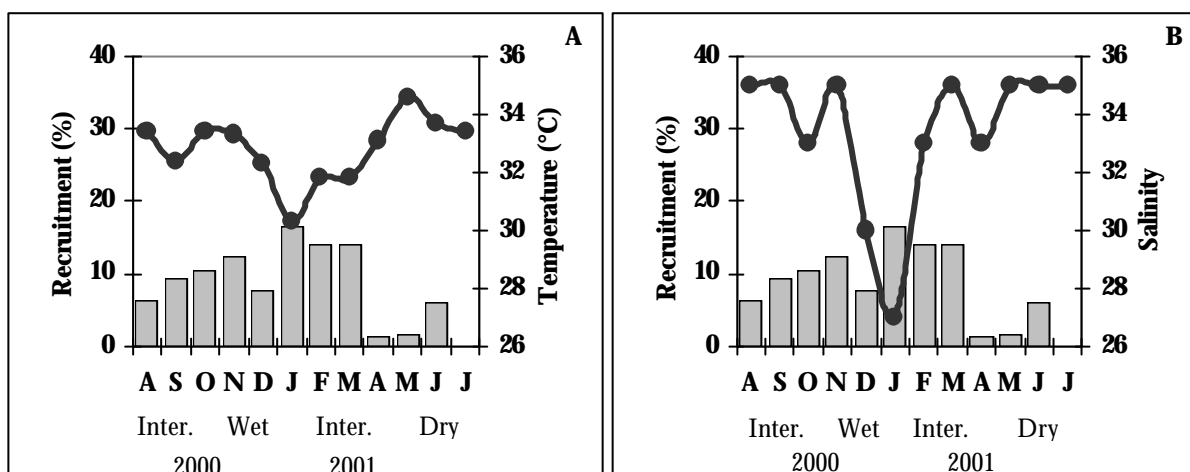 A
40
30
20
10
0
Recruitment (%)
36
34
32
30
28
26
Temperature (°C)
A S O N D J F M A M J J
Inter. Wet Inter. Dry
2000 2001
B
40
30
20
10
0
Recruitment (%)
36
34
32
30
28
26
Salinity
A S O N D J F M A M J J
Inter. Wet Inter. Dry
2000 2001